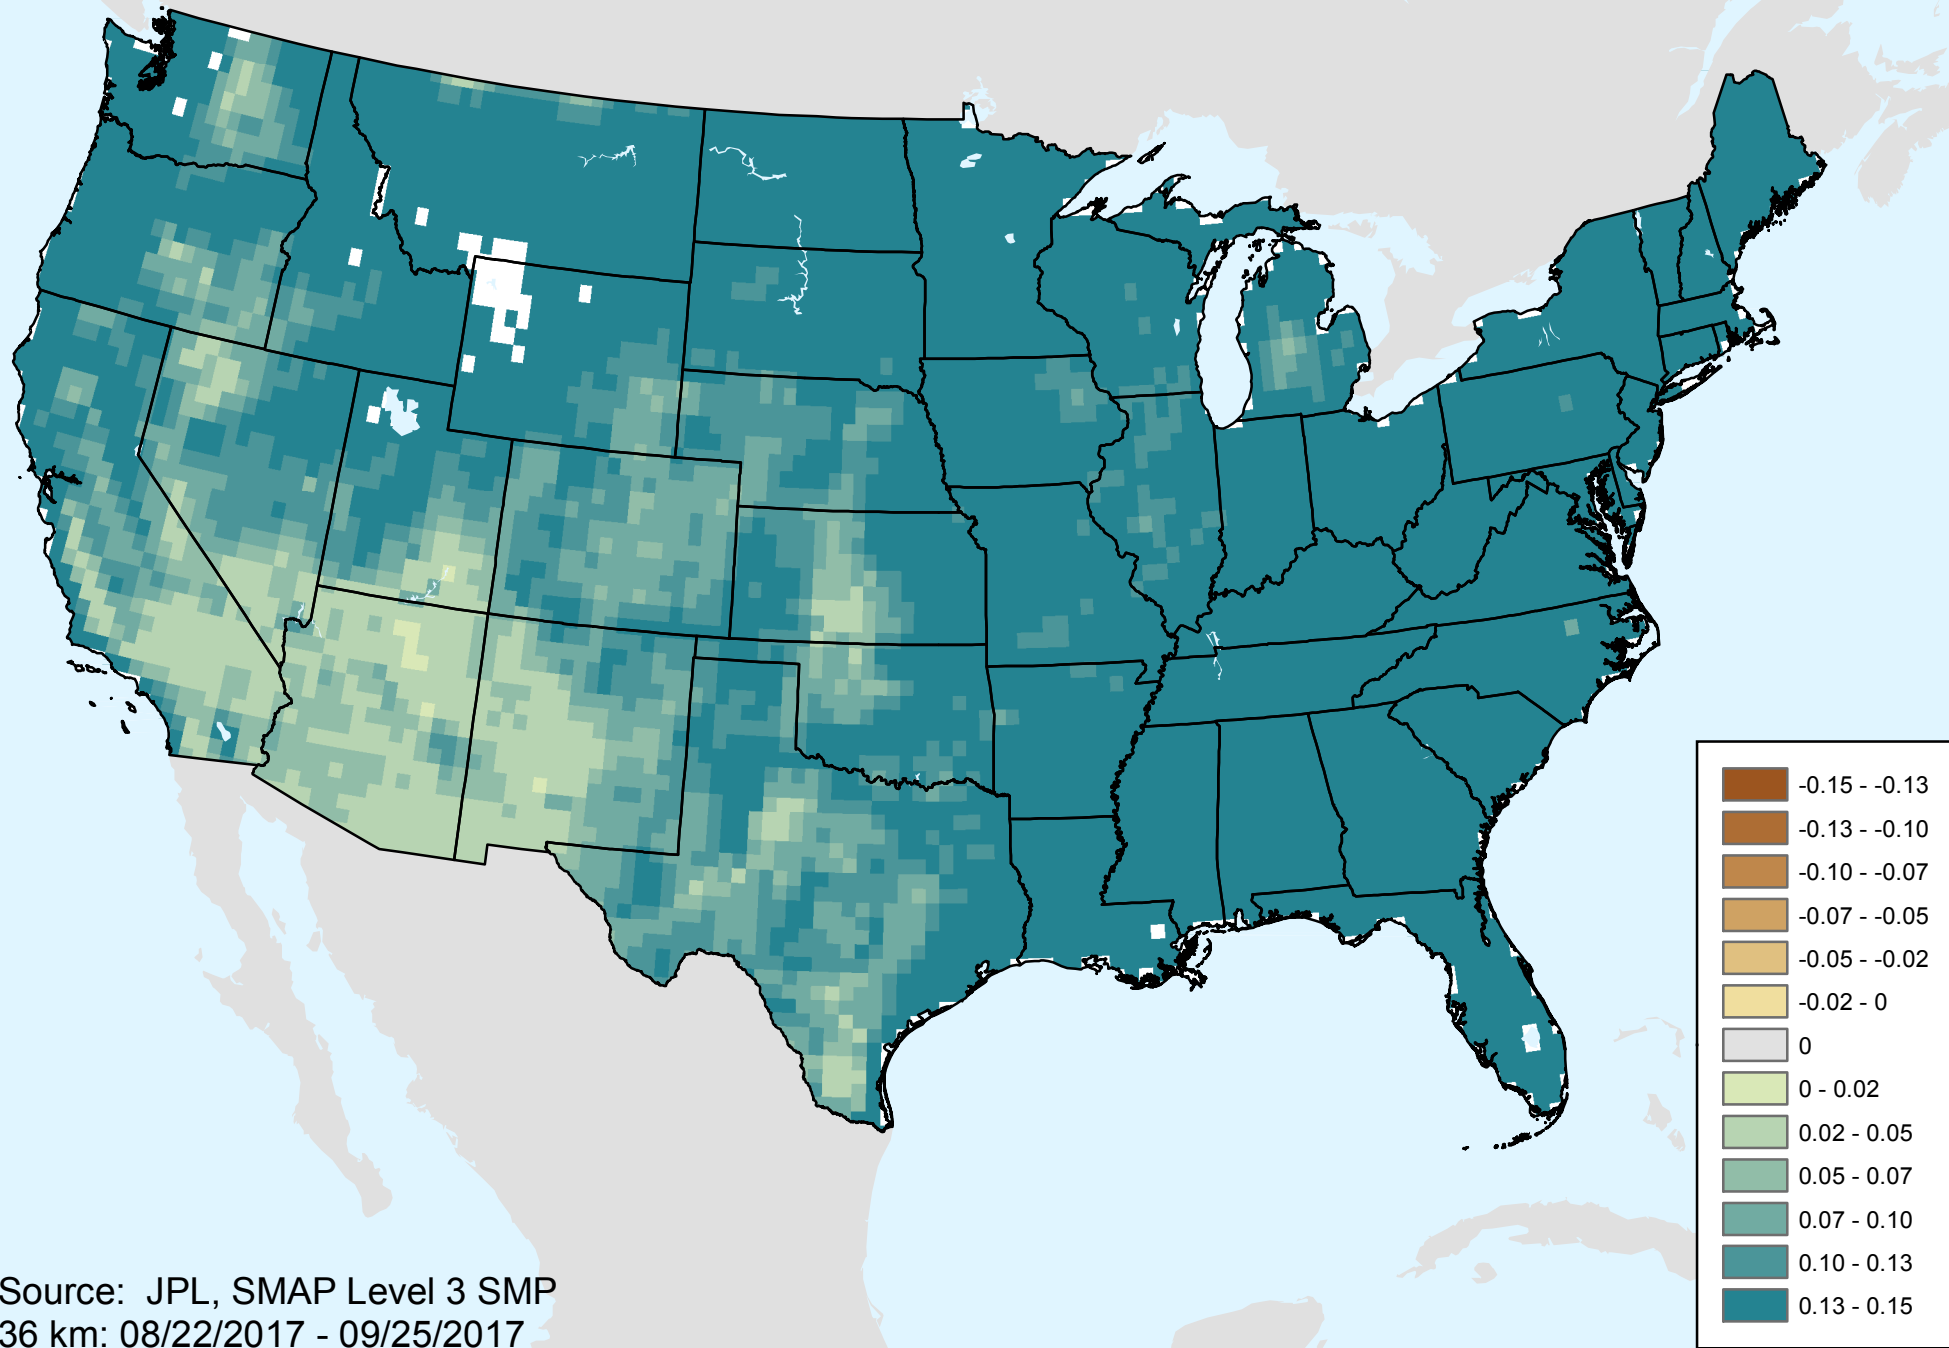 -0.15 - -0.13
-0.13 - -0.10
-0.10 - -0.07
-0.07 - -0.05
-0.05 - -0.02
-0.02 - 0
0
0 - 0.02
0.02 - 0.05
0.05 - 0.07
0.07 - 0.10
0.10 - 0.13
0.13 - 0.15
Source: JPL, SMAP Level 3 SMP
36 km: 08/22/2017 - 09/25/2017